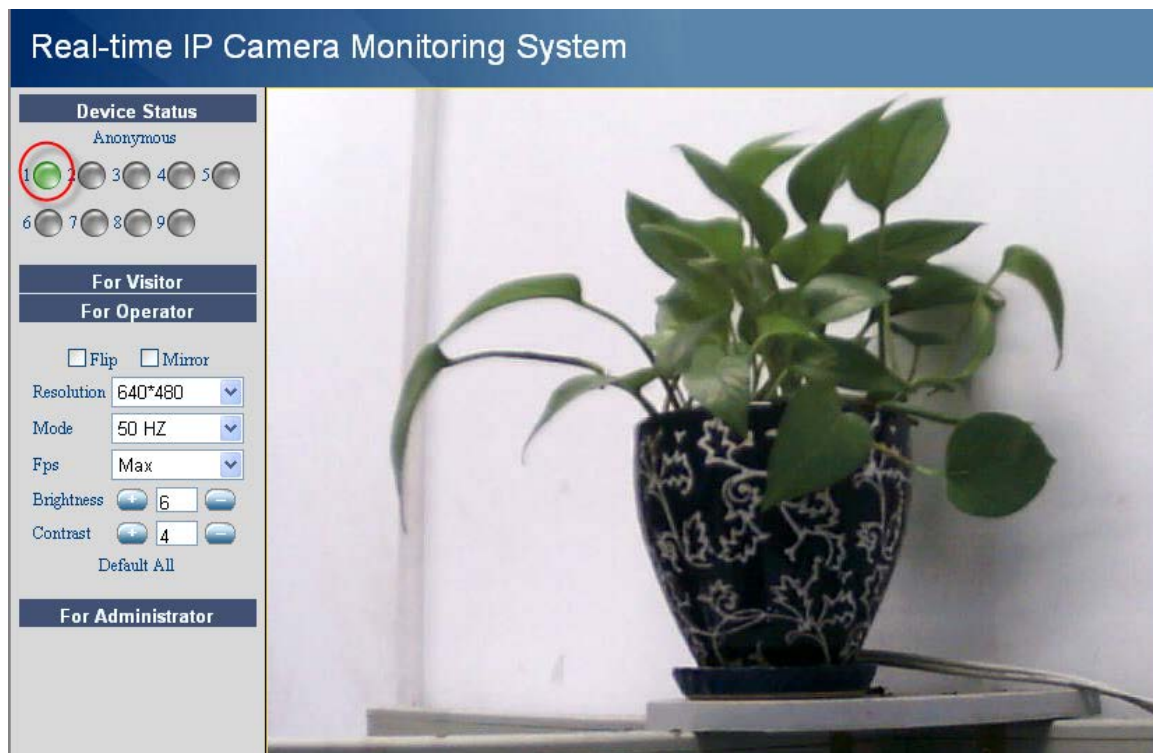 Real-time IP Camera Monitoring System
Device Status
Anonymous
1 2 3 4 5
6 7 8 9
For Visitor
For Operator
Flip Mirror
Resolution 640*480
Mode 50 HZ
Fps Max
Brightness + 6 −
Contrast + 4 −
Default All
For Administrator